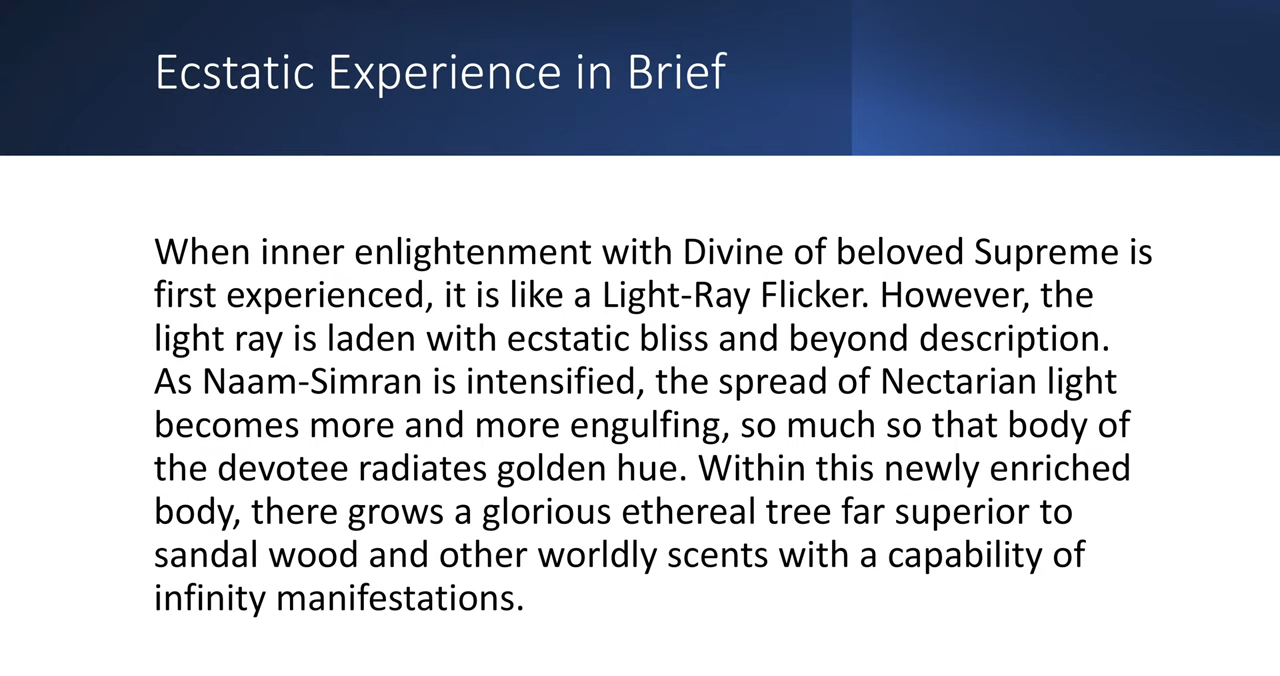 Ecstatic Experience in Brief
When inner enlightenment with Divine of beloved Supreme is
first experienced, it is like a Light-Ray Flicker. However, the
light ray is laden with ecstatic bliss and beyond description.
As Naam-Simran is intensified, the spread of Nectarian light
becomes more and more engulfing, so much so that body of
the devotee radiates golden hue. Within this newly enriched
body, there grows a glorious ethereal tree far superior to
sandal wood and other worldly scents with a capability of
infinity manifestations.